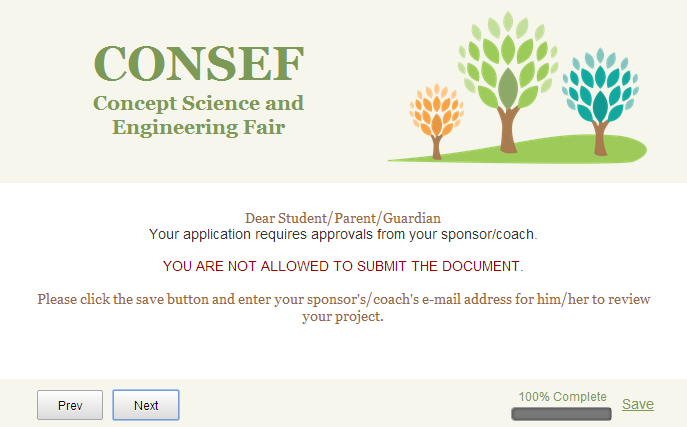 CONSEF
Concept Science and
Engineering Fair
Dear Student/Parent/Guardian
Your application requires approvals from your sponsor/coach.
YOU ARE NOT ALLOWED TO SUBMIT THE DOCUMENT.
Please click the save button and enter your sponsor's/coach's e-mail address for him/her to review
your project.
Prev
Next
100% Complete
Save